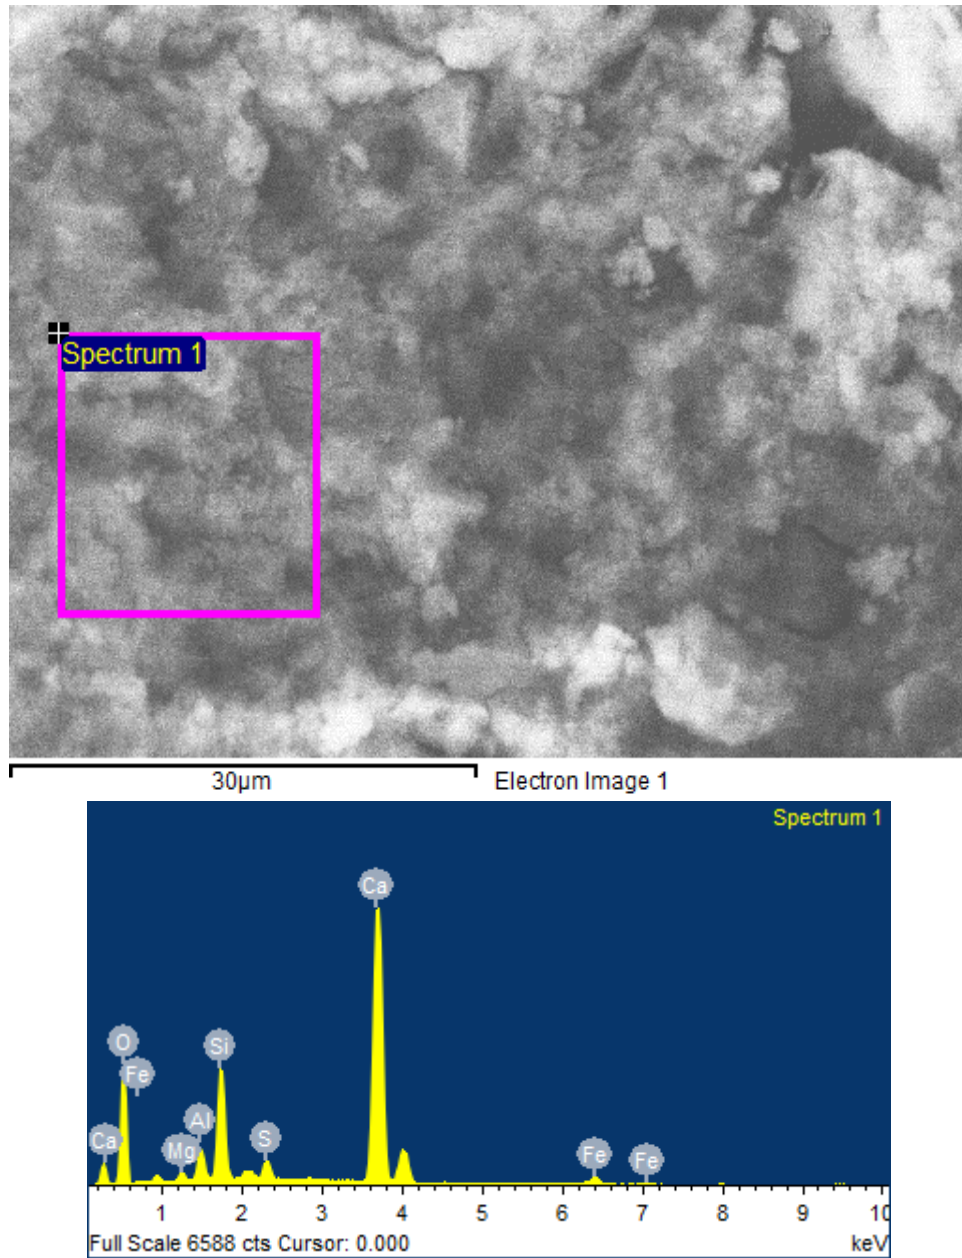 Spectrum 1
30µm
Electron Image 1
Spectrum 1
Ca
O
Fe
Si
Al
Ca
Mg
S
Fe
Fe
1 2 3 4 5 6 7 8 9 10
Full Scale 6588 cts Cursor: 0.000
keV